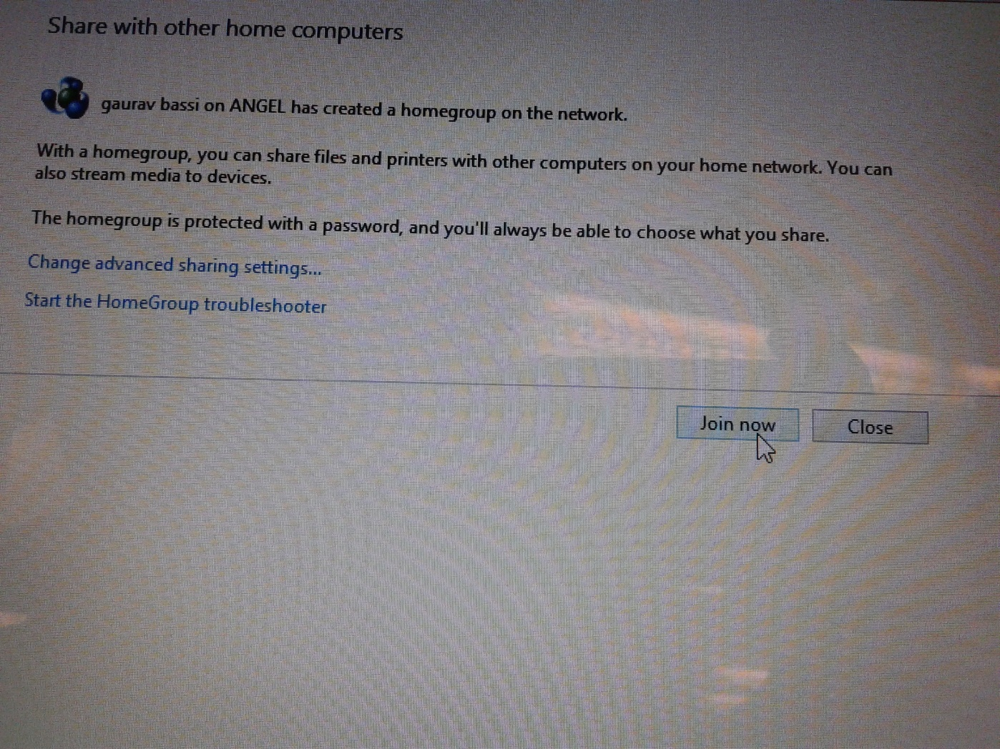 Share with other home computers
gaurav bassi on ANGEL has created a homegroup on the network.
With a homegroup, you can share files and printers with other computers on your home network. You can
also stream media to devices.
The homegroup is protected with a password, and you'll always be able to choose what you share.
Change advanced sharing settings...
Start the HomeGroup troubleshooter
Join now
Close